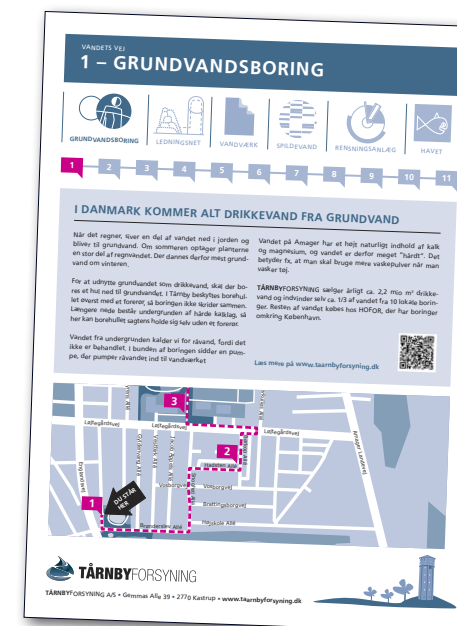 VANDETS VEJ
1 – GRUNDVANDSBORING
GRUNDVANDSBORING
LEDNINGSNET
VANDVÆRK
SPILDEVAND
RENSNINGSANLÆG
HAVET
1 2 3 4 5 6 7 8 9 10 11
I DANMARK KOMMER ALT DRIKKEVAND FRA GRUNDVAND
Når det regner, siver en del af vandet ned i jorden og
bliver til grundvand. Om sommeren optager planterne
en stor del af regnvandet. Der dannes derfor mest grund-
vand om vinteren.
For at udnytte grundvandet som drikkevand, skal der bo-
res et hul ned til grundvandet. I Tårnby beskyttes borehul-
let øverst med et forerør, så boringen ikke skrider sammen.
Længere nede består undergrunden af hårde kalklag, så
her kan borehullet sagtens holde sig selv uden et forerør.
Vandet fra undergrunden kalder vi for råvand, fordi det
ikke er behandlet. I bunden af boringen sidder en pum-
pe, der pumper råvandet ind til vandværket
Vandet på Amager har et højt naturligt indhold af kalk
og magnesium, og vandet er derfor meget "hårdt". Det
betyder fx, at man skal bruge mere vaskepulver når man
vasker tøj.
TÅRNBYFORSYNING sælger årligt ca. 2,2 mio m³ drikke-
vand og indvinder selv ca. 1/3 af vandet fra 10 lokale borin-
ger. Resten af vandet købes hos HOFOR, der har boringer
omkring København.
Læs mere på www.taarnbyforsyning.dk
3
Løjtegårdsvej
Løjtegårdsvej
Løjtegårdsvej
2
Hadsten Allé
Vosborgvej
Vosborgvej
Englandsvej
Amager Landevej
1
DU STÅR
HER
Brønderslev Allé
Højskole Allé
TÅRNBYFORSYNING
TÅRNBYFORSYNING A/S • Gemmas Allé 39 • 2770 Kastrup • www.taarnbyforsyning.dk